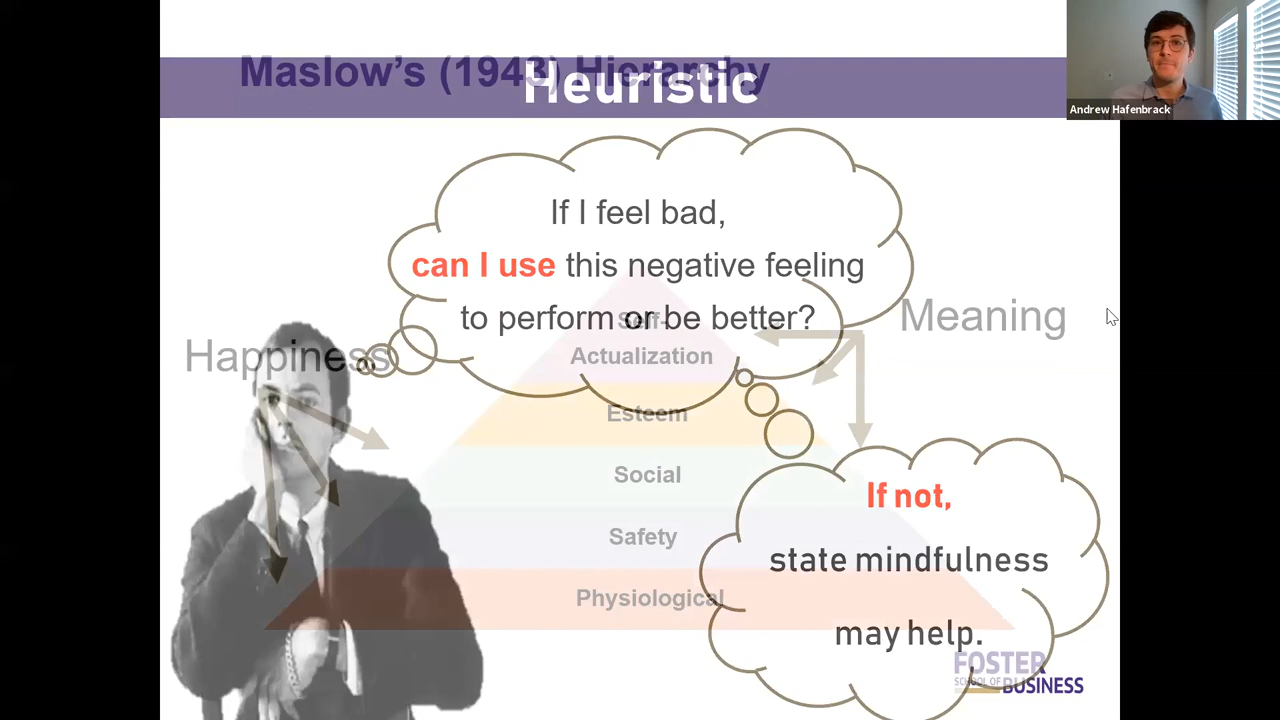 Maslow's (1943) Hierarchy
Heuristic
Andrew Hafenbrack
If I feel bad,
can I use this negative feeling
to perform or be better?
Happiness
Meaning
Self-
Actualization
Esteem
Social
Safety
Physiological
If not,
state mindfulness
may help.
FOSTER
SCHOOL OF BUSINESS